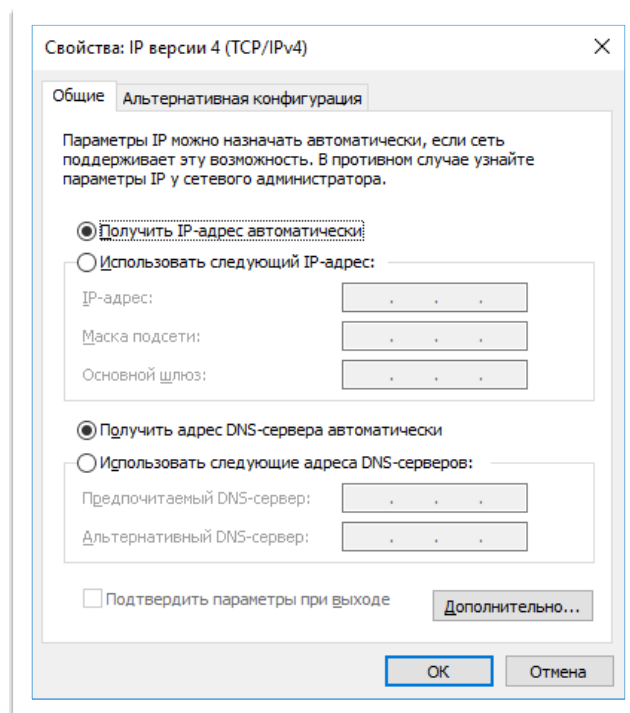 Свойства: IP версии 4 (TCP/IPv4)
Общие
Альтернативная конфигурация
Параметры IP можно назначать автоматически, если сеть
поддерживает эту возможность. В противном случае узнайте
параметры IP у сетевого администратора.
Получить IP-адрес автоматически
Использовать следующий IP-адрес:
IP-адрес:
Маска подсети:
Основной шлюз:
Получить адрес DNS-сервера автоматически
Использовать следующие адреса DNS-серверов:
Предпочитаемый DNS-сервер:
Альтернативный DNS-сервер:
Подтвердить параметры при выходе
Дополнительно...
ОК
Отмена